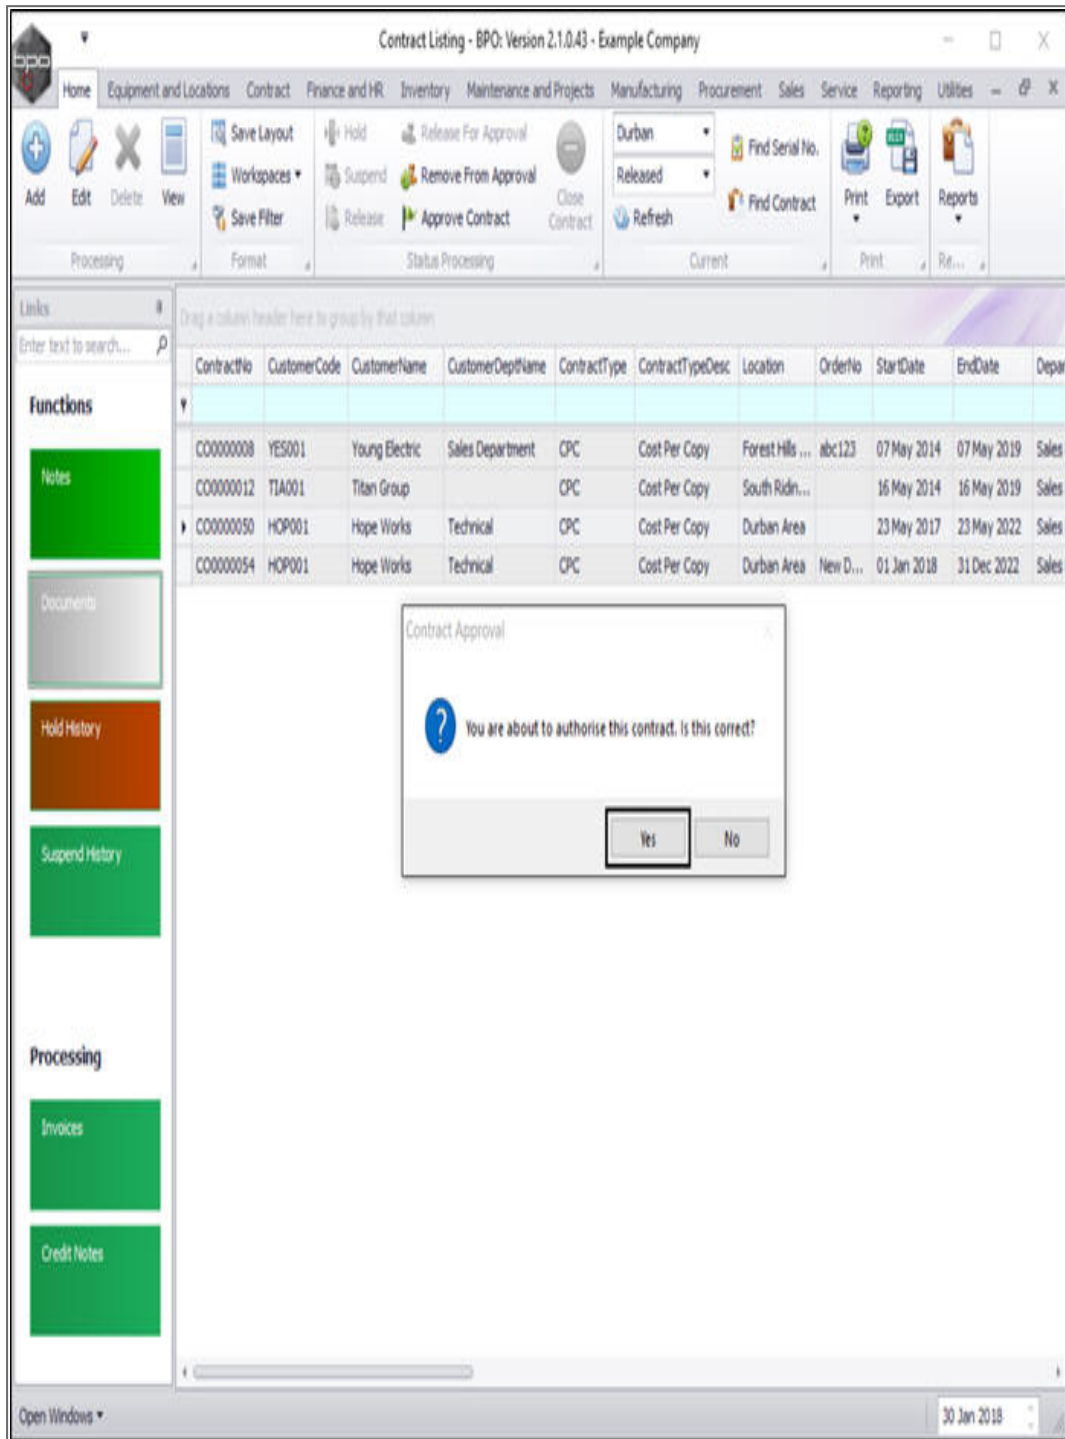 bpo
Contract Listing - BPO: Version 2.1.0.43 - Example Company
Home Equipment and Locations Contract Finance and HR Inventory Maintenance and Projects Manufacturing Procurement Sales Service Reporting Utilities
Save Layout Hold Release For Approval Durban Find Serial No.
Add Edit Delete View Workspaces Suspend Remove From Approval Close Contract Released Find Contract Print Export Reports
Save Filter Release Approve Contract Refresh
Processing Format Status Processing Current Print Re...
Links
Drag a column header here to group by that column
Enter text to search...
ContractNo CustomerCode CustomerName CustomerDeptName ContractType ContractTypeDesc Location OrderNo StartDate EndDate Depar
Functions
CO0000008 YES001 Young Electric Sales Department CPC Cost Per Copy Forest Hills ... abc123 07 May 2014 07 May 2019 Sales
Notes
CO0000012 TIA001 Titan Group CPC Cost Per Copy South Ridin... 16 May 2014 16 May 2019 Sales
CO0000050 HOP001 Hope Works Technical CPC Cost Per Copy Durban Area 23 May 2017 23 May 2022 Sales
CO0000054 HOP001 Hope Works Technical CPC Cost Per Copy Durban Area New D... 01 Jan 2018 31 Dec 2022 Sales
Documents
Contract Approval
Hold History
You are about to authorise this contract. Is this correct?
Yes No
Suspend History
Processing
Invoices
Credit Notes
Open Windows
30 Jan 2018